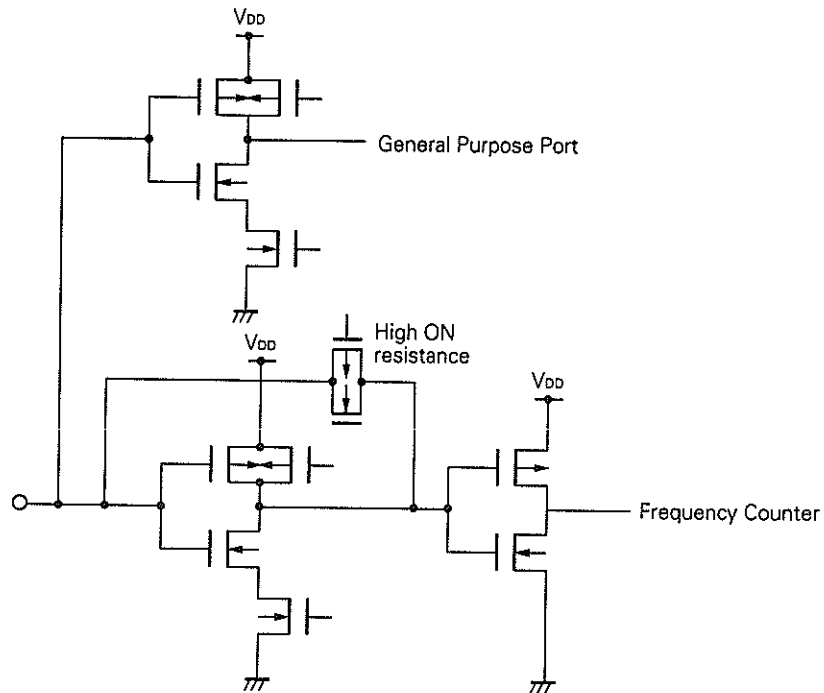 VDD
General Purpose Port
High ON
resistance
VDD
VDD
Frequency Counter